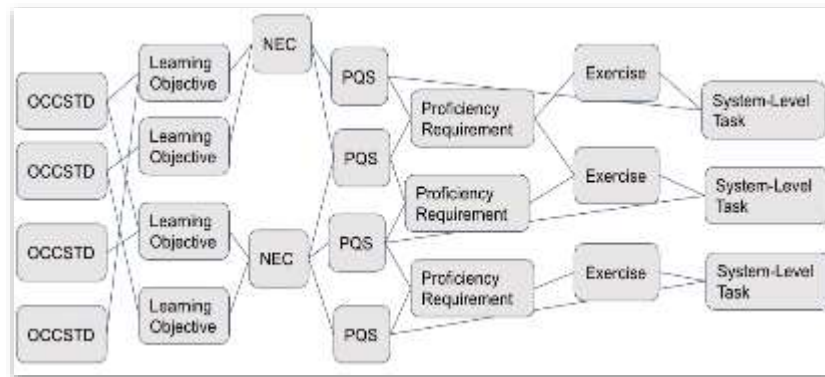 OCCSTD
OCCSTD
OCCSTD
OCCSTD
Learning
Objective
Learning
Objective
Learning
Objective
Learning
Objective
NEC
NEC
PQS
PQS
PQS
PQS
Proficiency
Requirement
Proficiency
Requirement
Proficiency
Requirement
Exercise
Exercise
Exercise
System-Level
Task
System-Level
Task
System-Level
Task